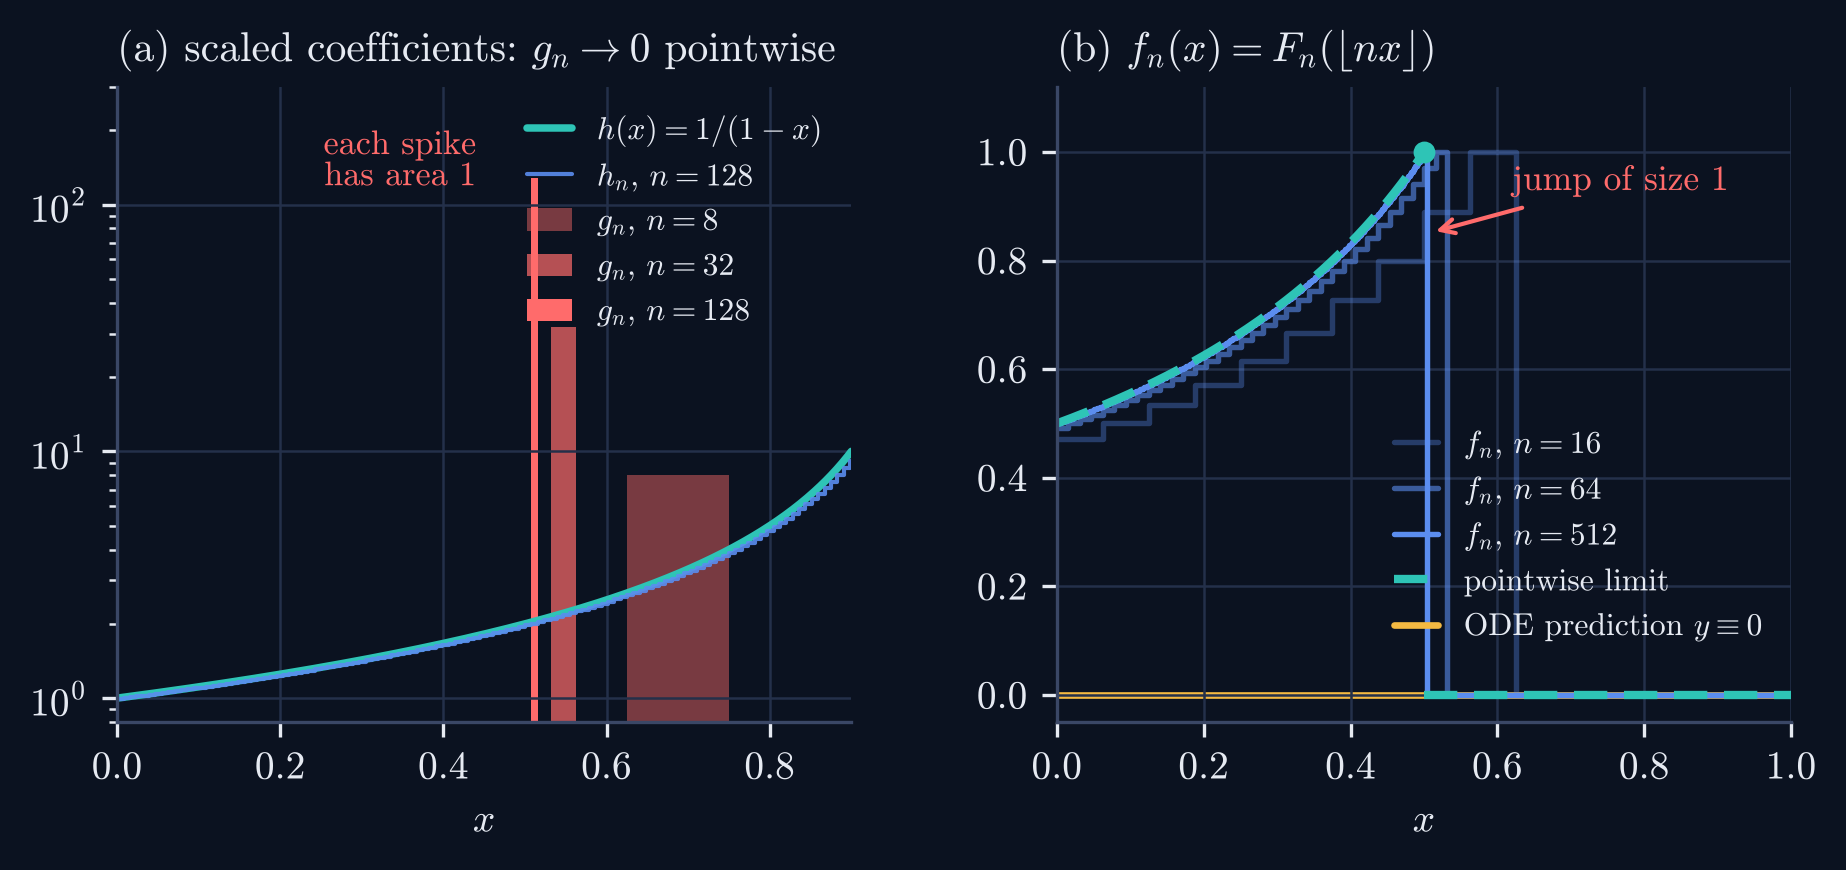 (a) scaled coefficients: gₙ → 0 pointwise
each spike
has area 1
h(x) = 1/(1 − x)
hₙ, n = 128
gₙ, n = 8
gₙ, n = 32
gₙ, n = 128
10²
10¹
10⁰
0.0 0.2 0.4 0.6 0.8
x
(b) fₙ(x) = Fₙ(⌊nx⌋)
jump of size 1
1.0
0.8
0.6
0.4
0.2
0.0
fₙ, n = 16
fₙ, n = 64
fₙ, n = 512
pointwise limit
ODE prediction y ≡ 0
0.0 0.2 0.4 0.6 0.8 1.0
x